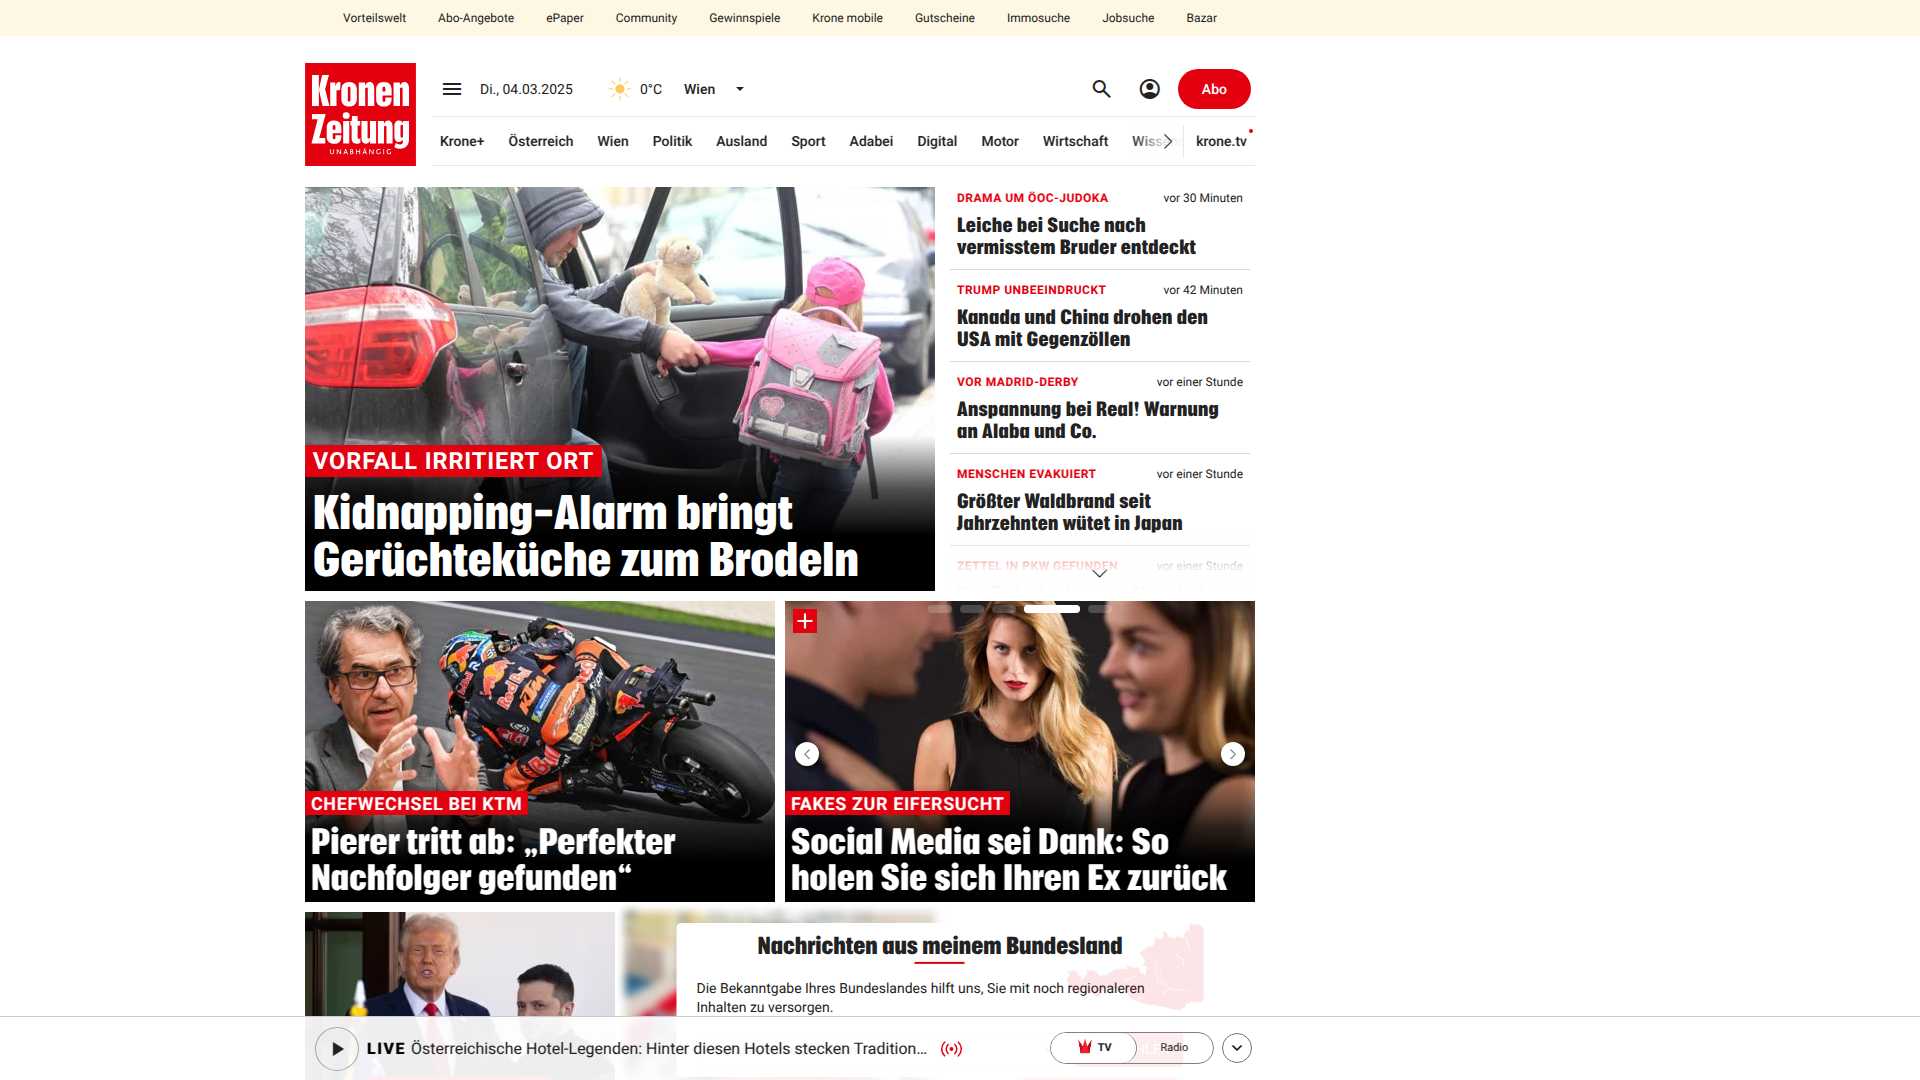 Vorteilswelt Abo-Angebote ePaper Community Gewinnspiele Krone mobile Gutscheine Immosuche Jobsuche Bazar
Kronen
Zeitung
UNABHÄNGIG
Di., 04.03.2025 0°C Wien Abo
Krone+ Österreich Wien Politik Ausland Sport Adabei Digital Motor Wirtschaft Wiss krone.tv
VORFALL IRRITIERT ORT
Kidnapping-Alarm bringt
Gerüchteküche zum Brodeln
DRAMA UM ÖOC-JUDOKA vor 30 Minuten
Leiche bei Suche nach
vermisstem Bruder entdeckt
TRUMP UNBEEINDRUCKT vor 42 Minuten
Kanada und China drohen den
USA mit Gegenzöllen
VOR MADRID-DERBY vor einer Stunde
Anspannung bei Real! Warnung
an Alaba und Co.
MENSCHEN EVAKUIERT vor einer Stunde
Größter Waldbrand seit
Jahrzehnten wütet in Japan
ZETTEL IN PKW GEFUNDEN vor einer Stunde
Red Bull
KTM
CHEFWECHSEL BEI KTM
Pierer tritt ab: „Perfekter
Nachfolger gefunden“
FAKES ZUR EIFERSUCHT
Social Media sei Dank: So
holen Sie sich Ihren Ex zurück
Nachrichten aus meinem Bundesland
Die Bekanntgabe Ihres Bundeslandes hilft uns, Sie mit noch regionaleren
Inhalten zu versorgen.
LIVE Österreichische Hotel-Legenden: Hinter diesen Hotels stecken Tradition... TV Radio